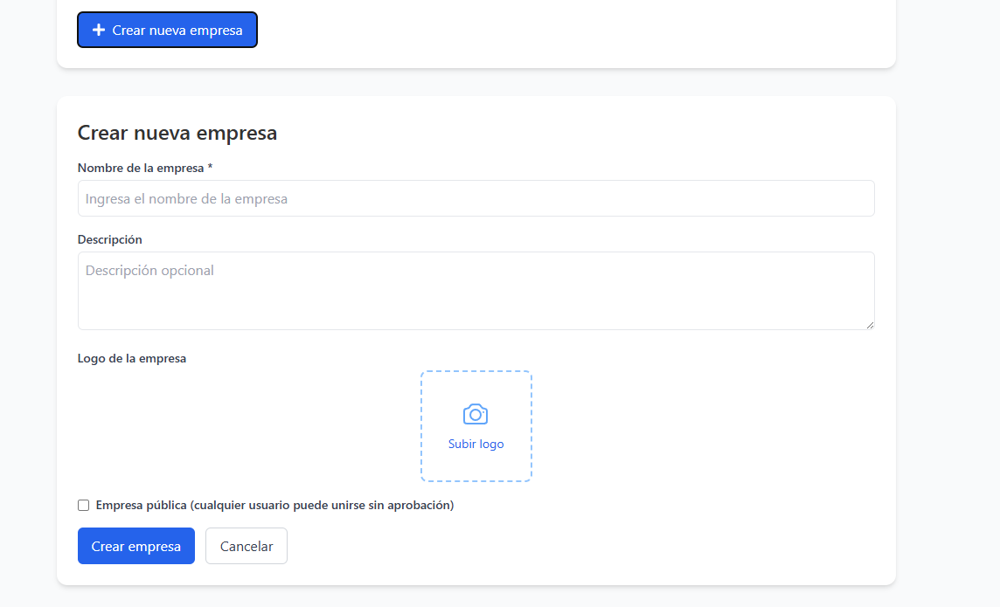 Crear nueva empresa
Crear nueva empresa
Nombre de la empresa *
Ingresa el nombre de la empresa
Descripción
Descripción opcional
Logo de la empresa
Subir logo
Empresa pública (cualquier usuario puede unirse sin aprobación)
Crear empresa
Cancelar